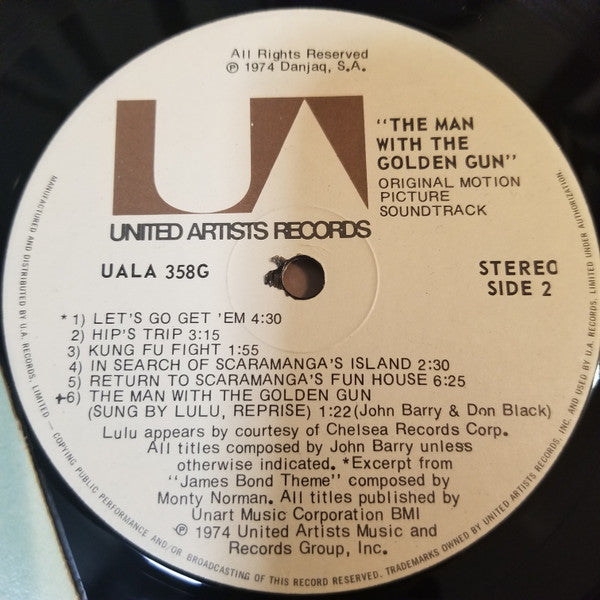 All Rights Reserved
℗ 1974 Danjaq, S.A.
UA
UNITED ARTISTS RECORDS
"THE MAN
WITH THE
GOLDEN GUN"
ORIGINAL MOTION
PICTURE
SOUNDTRACK
UALA 358G
STEREO
SIDE 2
* 1) LET'S GO GET 'EM 4:30
2) HIP'S TRIP 3:15
3) KUNG FU FIGHT 1:55
4) IN SEARCH OF SCARAMANGA'S ISLAND 2:30
5) RETURN TO SCARAMANGA'S FUN HOUSE 6:25
+6) THE MAN WITH THE GOLDEN GUN
(SUNG BY LULU, REPRISE) 1:22 (John Barry & Don Black)
Lulu appears by courtesy of Chelsea Records Corp.
All titles composed by John Barry unless
otherwise indicated. *Excerpt from
"James Bond Theme" composed by
Monty Norman. All titles published by
Unart Music Corporation BMI
℗ 1974 United Artists Music and
Records Group, Inc.
MANUFACTURED AND DISTRIBUTED BY U.A. RECORDS, LIMITED — COPYING PUBLIC PERFORMANCE AND/OR BROADCASTING OF THIS RECORD RESERVED. TRADEMARKS OWNED BY UNITED ARTISTS RECORDS, INC. AND USED BY U.A. RECORDS, LIMITED UNDER AUTHORIZATION.